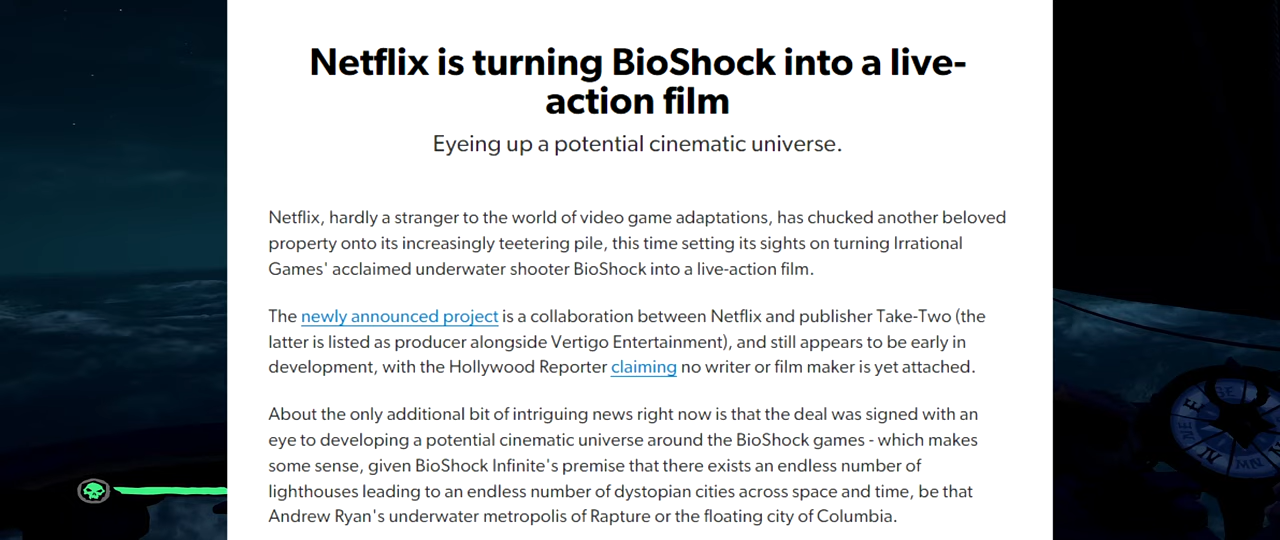 Netflix is turning BioShock into a live-
action film
Eyeing up a potential cinematic universe.
Netflix, hardly a stranger to the world of video game adaptations, has chucked another beloved
property onto its increasingly teetering pile, this time setting its sights on turning Irrational
Games' acclaimed underwater shooter BioShock into a live-action film.
The newly announced project is a collaboration between Netflix and publisher Take-Two (the
latter is listed as producer alongside Vertigo Entertainment), and still appears to be early in
development, with the Hollywood Reporter claiming no writer or film maker is yet attached.
About the only additional bit of intriguing news right now is that the deal was signed with an
eye to developing a potential cinematic universe around the BioShock games - which makes
some sense, given BioShock Infinite's premise that there exists an endless number of
lighthouses leading to an endless number of dystopian cities across space and time, be that
Andrew Ryan's underwater metropolis of Rapture or the floating city of Columbia.